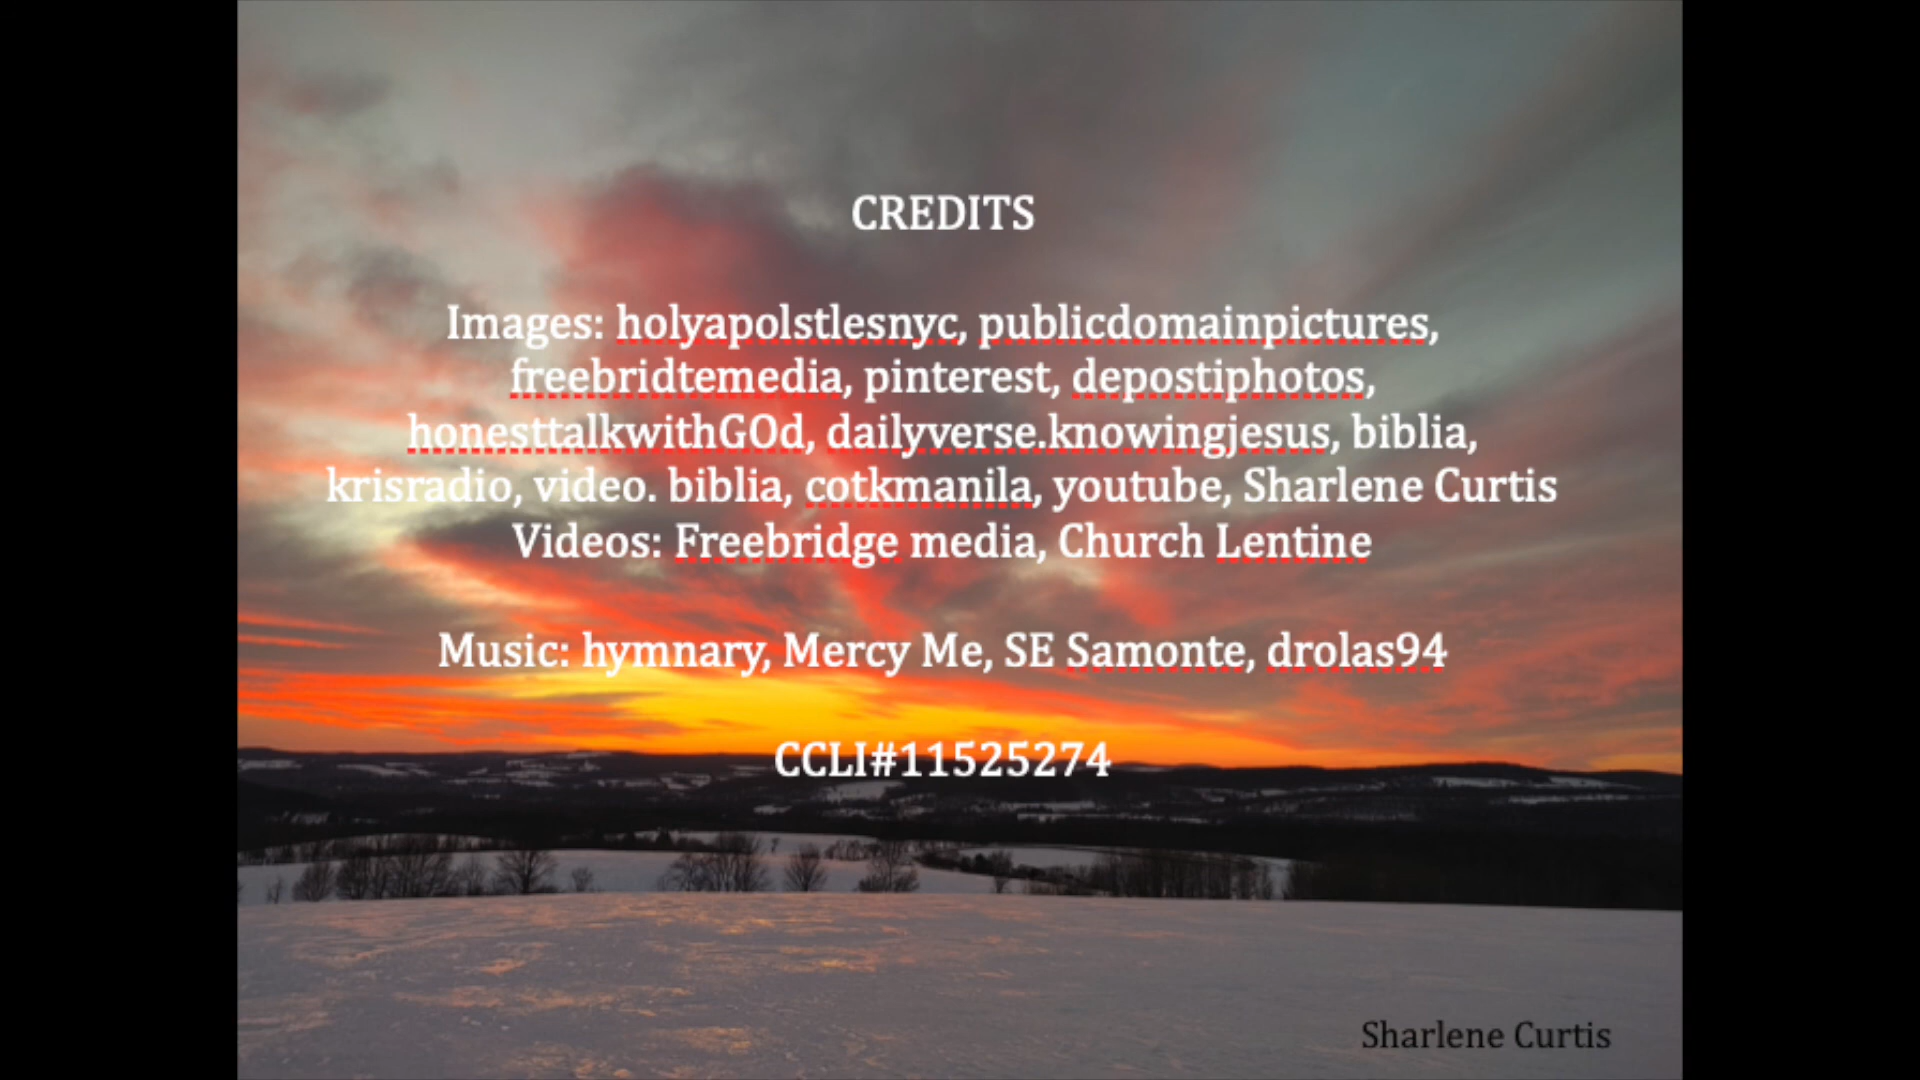 CREDITS
Images: holyapolstlesnyc, publicdomainpictures,
freebridtemedia, pinterest, depostiphotos,
honesttalkwithGOd, dailyverse.knowingjesus, biblia,
krisradio, video. biblia, cotkmanila, youtube, Sharlene Curtis
Videos: Freebridge media, Church Lentine
Music: hymnary, Mercy Me, SE Samonte, drolas94
CCLI#11525274
Sharlene Curtis